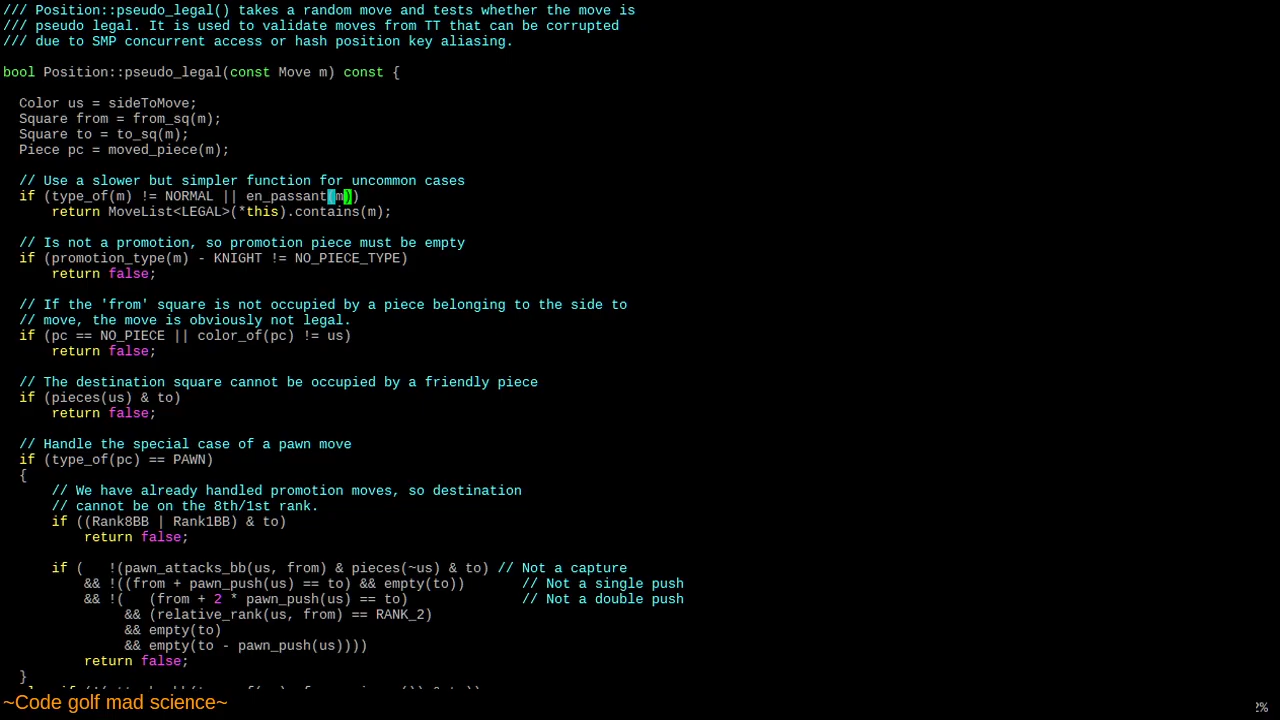 /// Position::pseudo_legal() takes a random move and tests whether the move is
/// pseudo legal. It is used to validate moves from TT that can be corrupted
/// due to SMP concurrent access or hash position key aliasing.
bool Position::pseudo_legal(const Move m) const {
Color us = sideToMove;
Square from = from_sq(m);
Square to = to_sq(m);
Piece pc = moved_piece(m);
// Use a slower but simpler function for uncommon cases
if (type_of(m) != NORMAL || en_passant(m))
return MoveList<LEGAL>(*this).contains(m);
// Is not a promotion, so promotion piece must be empty
if (promotion_type(m) - KNIGHT != NO_PIECE_TYPE)
return false;
// If the 'from' square is not occupied by a piece belonging to the side to
// move, the move is obviously not legal.
if (pc == NO_PIECE || color_of(pc) != us)
return false;
// The destination square cannot be occupied by a friendly piece
if (pieces(us) & to)
return false;
// Handle the special case of a pawn move
if (type_of(pc) == PAWN)
{
// We have already handled promotion moves, so destination
// cannot be on the 8th/1st rank.
if ((Rank8BB | Rank1BB) & to)
return false;
if (   !(pawn_attacks_bb(us, from) & pieces(~us) & to) // Not a capture
&& !((from + pawn_push(us) == to) && empty(to))       // Not a single push
&& !(   (from + 2 * pawn_push(us) == to)              // Not a double push
&& (relative_rank(us, from) == RANK_2)
&& empty(to)
&& empty(to - pawn_push(us))))
return false;
}
~Code golf mad science~
2%